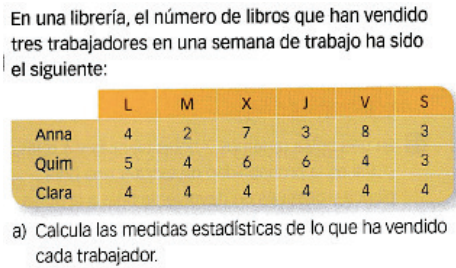 En una librería, el número de libros que han vendido
tres trabajadores en una semana de trabajo ha sido
el siguiente:
L M X J V S
Anna 4 2 7 3 8 3
Quim 5 4 6 6 4 3
Clara 4 4 4 4 4 4
a) Calcula las medidas estadísticas de lo que ha vendido
cada trabajador.